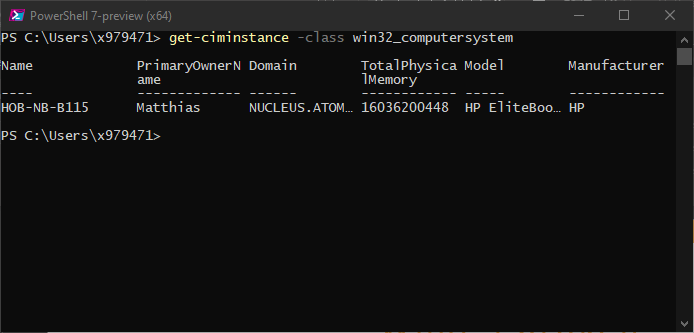 PowerShell 7-preview (x64)
PS C:\Users\x979471> get-ciminstance -class win32_computersystem
Name PrimaryOwnerN Domain TotalPhysica Model Manufacturer
ame lMemory
---- ------------- ------ ------------ ----- ------------
HOB-NB-B115 Matthias NUCLEUS.ATOM… 16036200448 HP EliteBoo… HP
PS C:\Users\x979471>